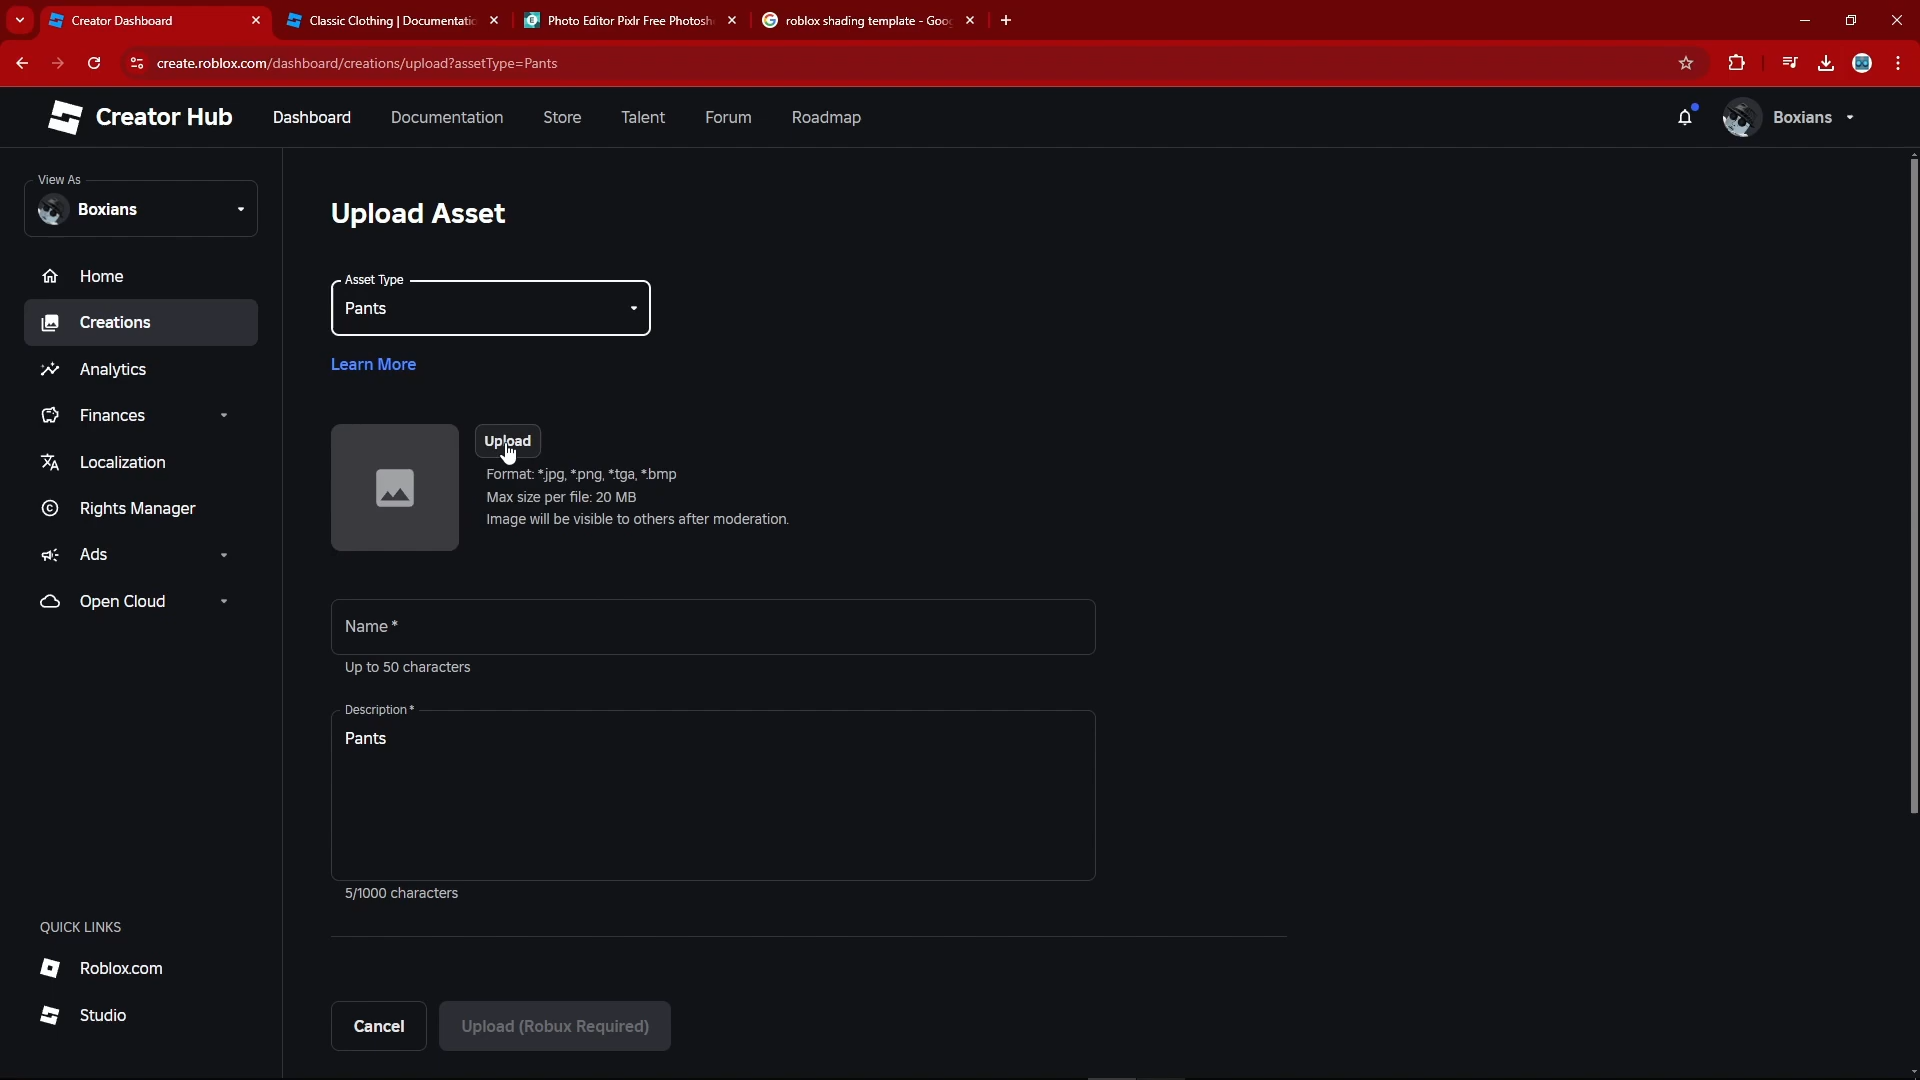 Creator Dashboard
Classic Clothing | Documentatio
Photo Editor Pixlr Free Photosh
roblox shading template - Goo
create.roblox.com/dashboard/creations/upload?assetType=Pants
Creator Hub
Dashboard
Documentation
Store
Talent
Forum
Roadmap
Boxians
View As
Boxians
Home
Creations
Analytics
Finances
Localization
Rights Manager
Ads
Open Cloud
QUICK LINKS
Roblox.com
Studio
Upload Asset
Asset Type
Pants
Learn More
Upload
Format: *.jpg, *.png, *.tga, *.bmp
Max size per file: 20 MB
Image will be visible to others after moderation.
Name *
Up to 50 characters
Description *
Pants
5/1000 characters
Cancel
Upload (Robux Required)